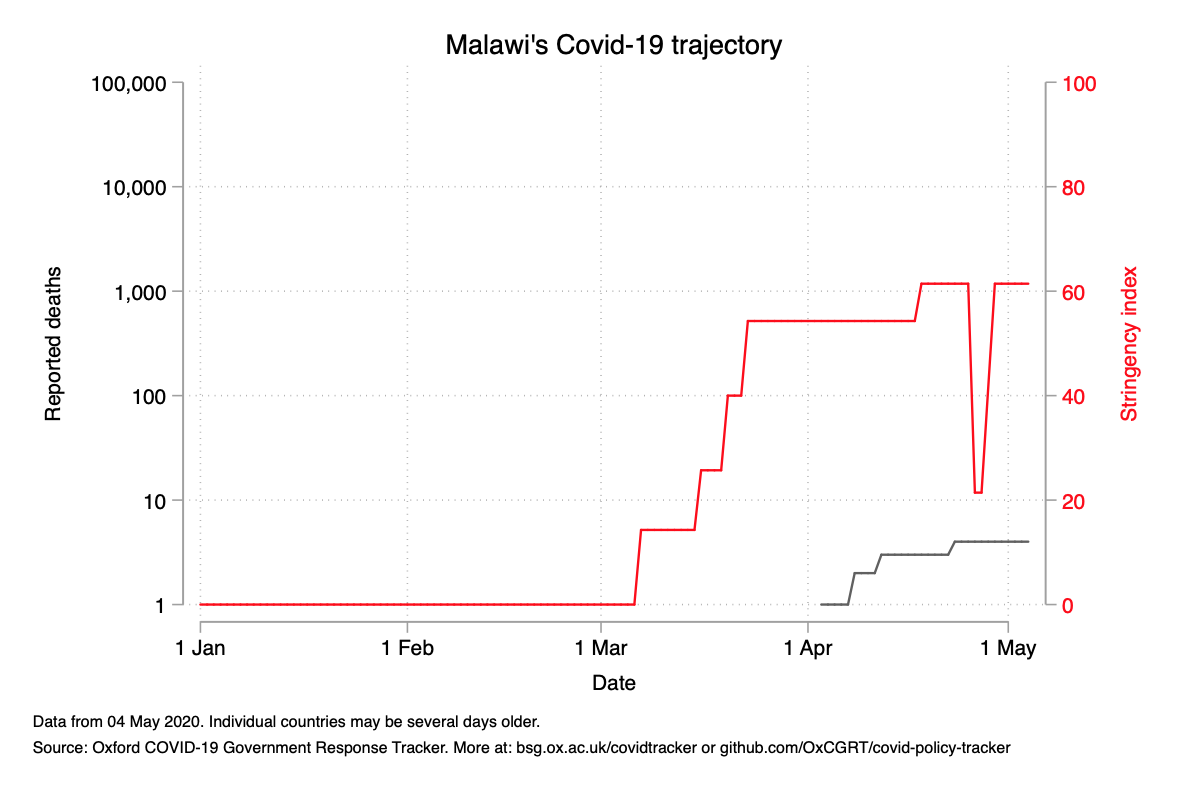 Malawi's Covid-19 trajectory
100,000
10,000
1,000
100
10
1
Reported deaths
100
80
60
40
20
0
Stringency index
1 Jan 1 Feb 1 Mar 1 Apr 1 May
Date
Data from 04 May 2020. Individual countries may be several days older.
Source: Oxford COVID-19 Government Response Tracker. More at: bsg.ox.ac.uk/covidtracker or github.com/OxCGRT/covid-policy-tracker